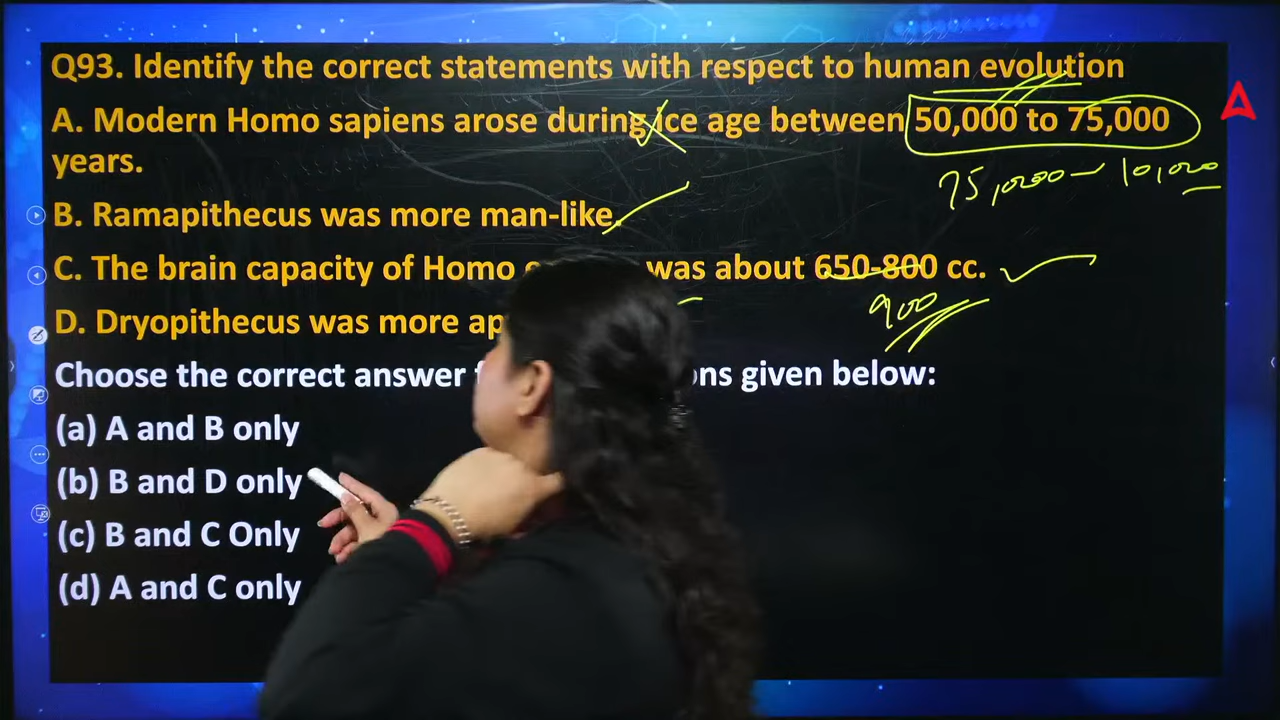 Q93. Identify the correct statements with respect to human evolution
A. Modern Homo sapiens arose during ice age between 50,000 to 75,000
years.
75,000 - 10,000
B. Ramapithecus was more man-like.
C. The brain capacity of Homo was about 650-800 cc.
900
D. Dryopithecus was more
Choose the correct answer given below:
(a) A and B only
(b) B and D only
(c) B and C Only
(d) A and C only